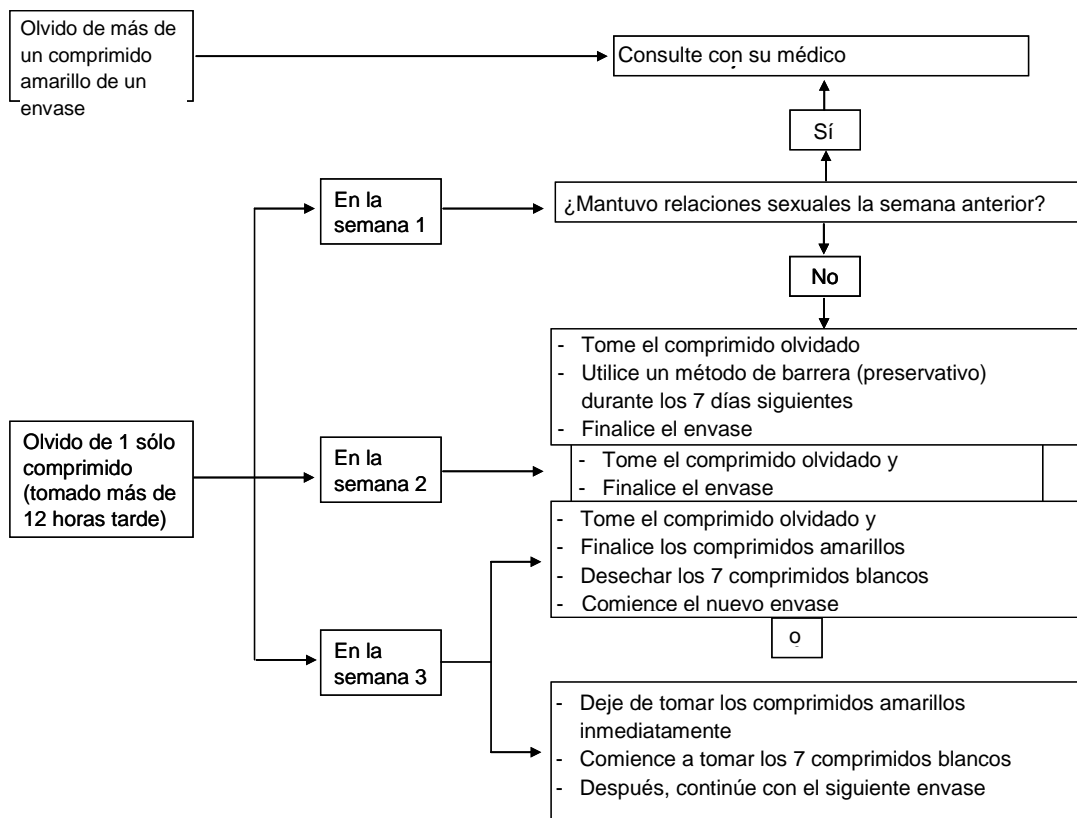 Olvido de más de
un comprimido
amarillo de un
envase
Consulte con su médico
Sí
En la
semana 1
¿Mantuvo relaciones sexuales la semana anterior?
No
- Tome el comprimido olvidado
- Utilice un método de barrera (preservativo)
durante los 7 días siguientes
- Finalice el envase
Olvido de 1 sólo
comprimido
(tomado más de
12 horas tarde)
En la
semana 2
- Tome el comprimido olvidado y
- Finalice el envase
- Tome el comprimido olvidado y
- Finalice los comprimidos amarillos
- Desechar los 7 comprimidos blancos
- Comience el nuevo envase
o
En la
semana 3
- Deje de tomar los comprimidos amarillos
inmediatamente
- Comience a tomar los 7 comprimidos blancos
- Después, continúe con el siguiente envase